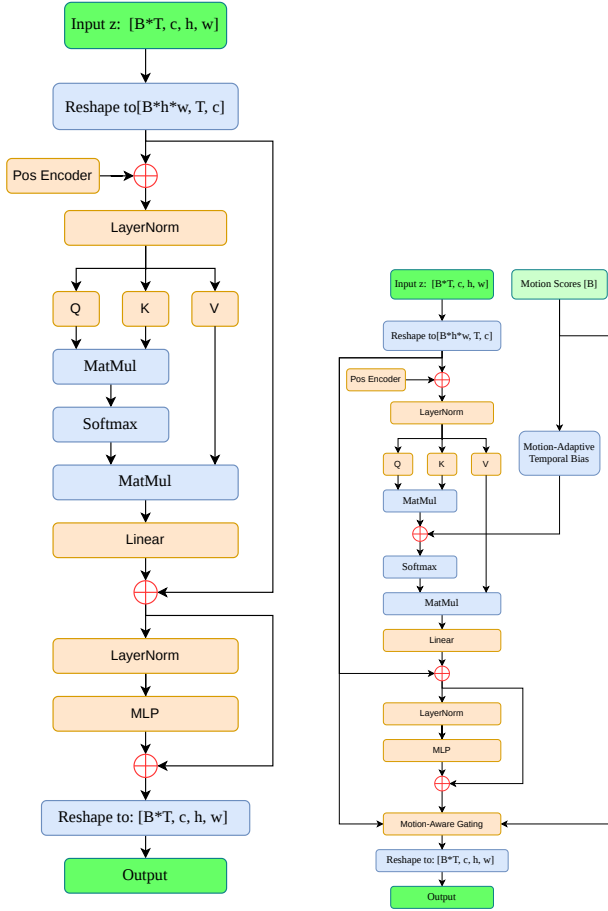 Input z:  [B*T, c, h, w]
Reshape to[B*h*w, T, c]
Pos Encoder
LayerNorm
Q
K
V
MatMul
Softmax
MatMul
Linear
LayerNorm
MLP
Reshape to: [B*T, c, h, w]
Output
Input z:  [B*T, c, h, w]
Motion Scores [B]
Reshape to[B*h*w, T, c]
Pos Encoder
LayerNorm
Motion-Adaptive
Temporal Bias
Q
K
V
MatMul
Softmax
MatMul
Linear
LayerNorm
MLP
Motion-Aware Gating
Reshape to: [B*T, c, h, w]
Output